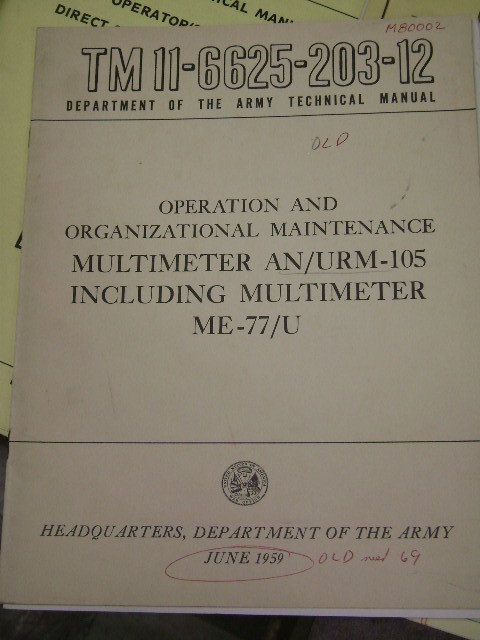 OPERATOR'S
DIRECT
M80002
TM 11-6625-203-12
DEPARTMENT OF THE ARMY TECHNICAL MANUAL
OLD
OPERATION AND
ORGANIZATIONAL MAINTENANCE
MULTIMETER AN/URM-105
INCLUDING MULTIMETER
ME-77/U
HEADQUARTERS, DEPARTMENT OF THE ARMY
JUNE 1959 OLD need 69